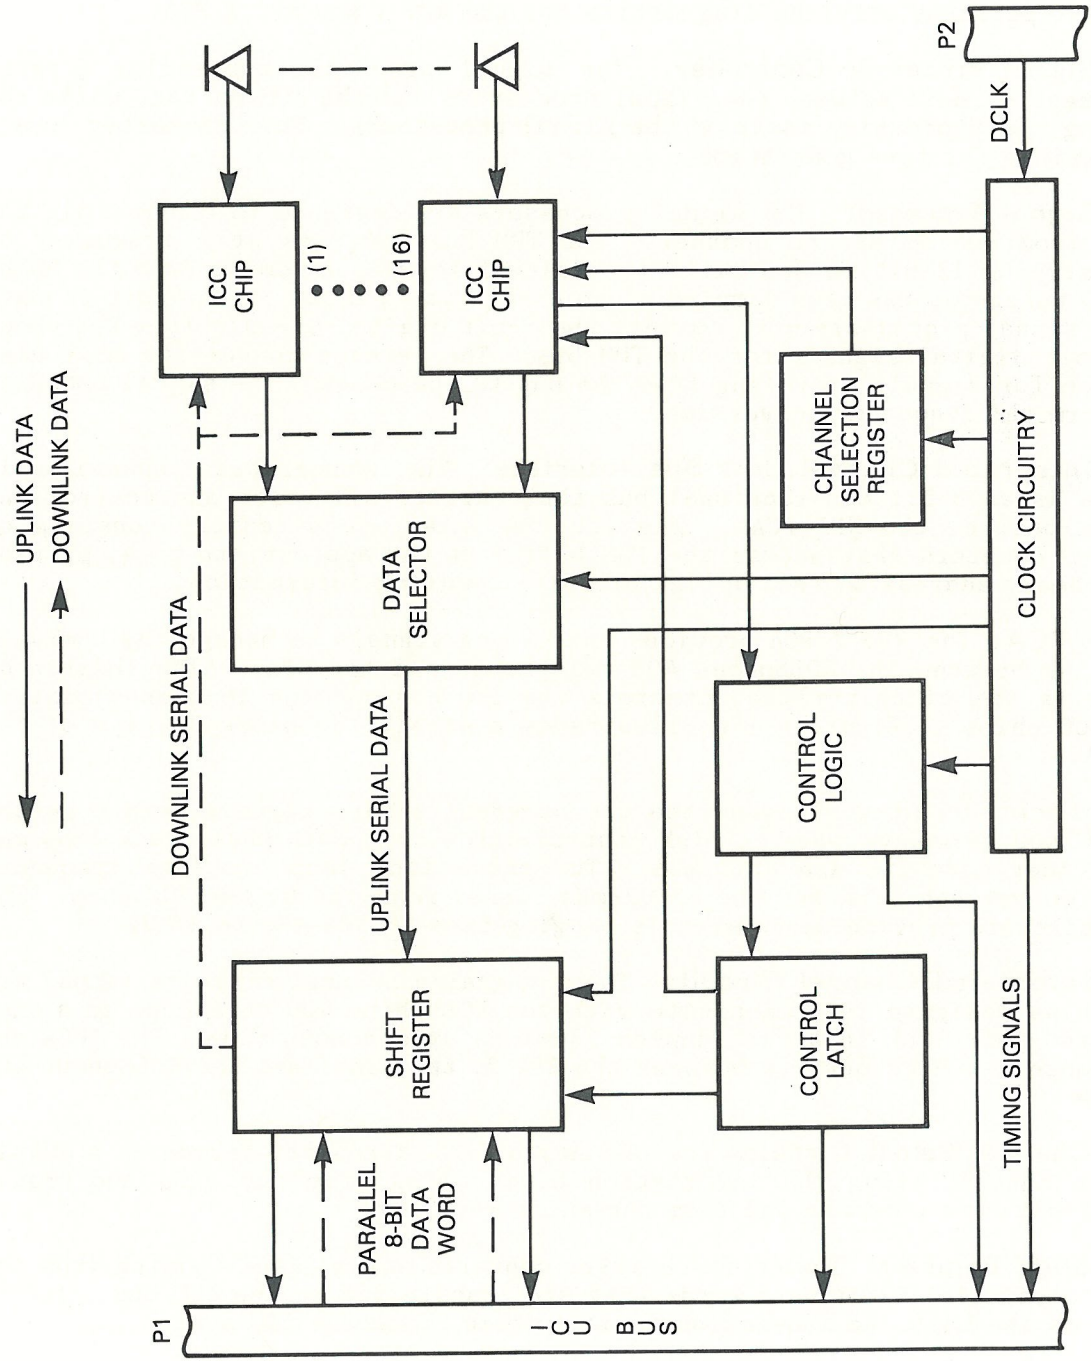 UPLINK DATA
DOWNLINK DATA
P1
ICU BUS
PARALLEL
8-BIT
DATA
WORD
SHIFT
REGISTER
DOWNLINK SERIAL DATA
UPLINK SERIAL DATA
DATA
SELECTOR
ICC
CHIP
(1)
(16)
ICC
CHIP
CONTROL
LATCH
CONTROL
LOGIC
CHANNEL
SELECTION
REGISTER
TIMING SIGNALS
CLOCK CIRCUITRY
DCLK
P2